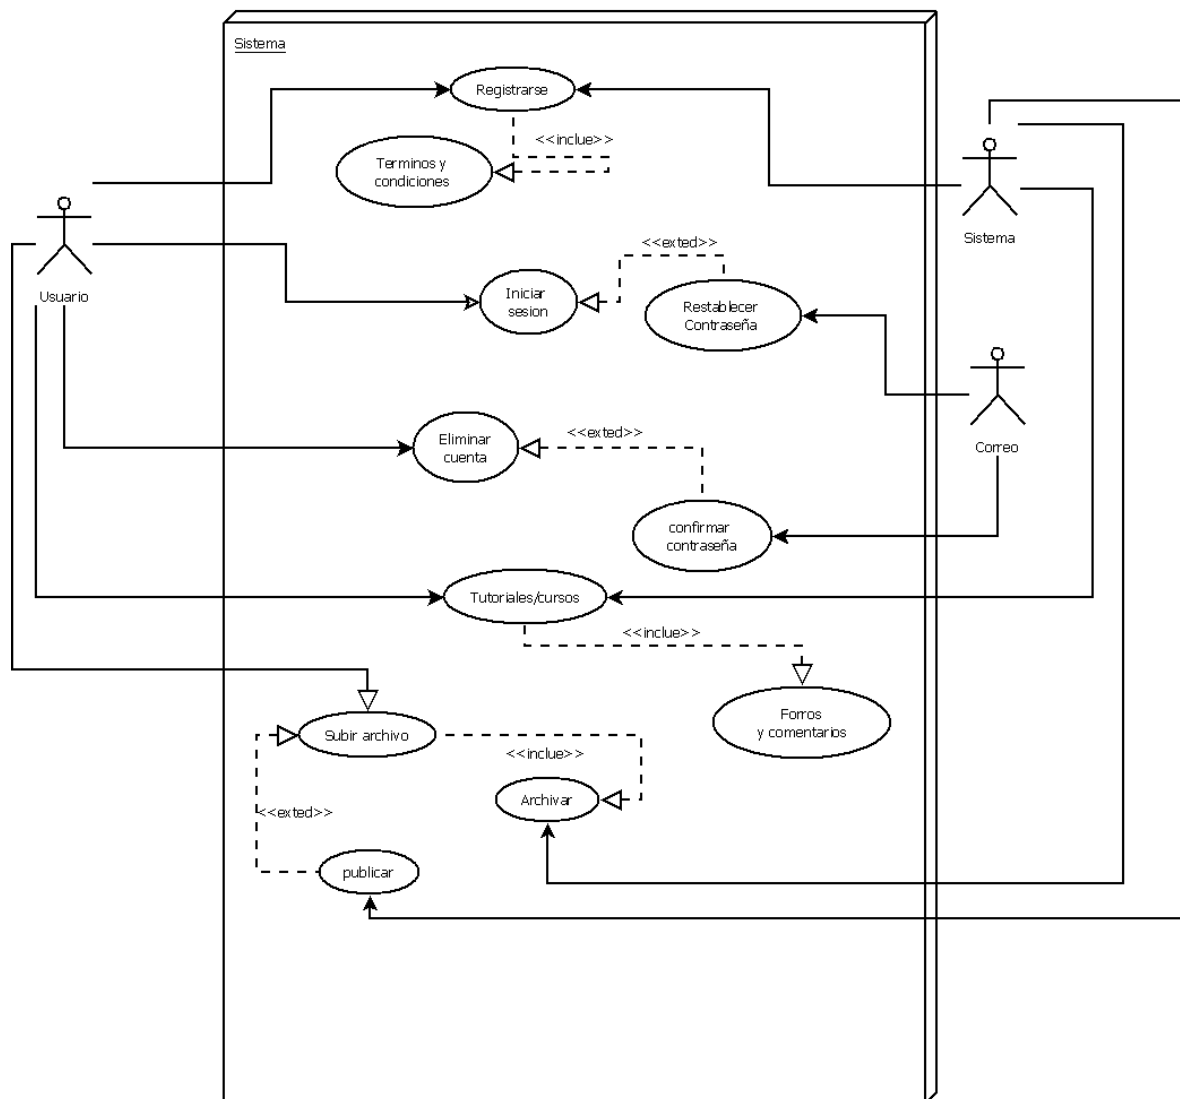 Sistema
Registrarse
<<inclue>>
Terminos y
condiciones
Usuario
Sistema
<<exted>>
Iniciar
sesion
Restablecer
Contraseña
<<exted>>
Eliminar
cuenta
Correo
confirmar
contraseña
Tutoriales/cursos
<<inclue>>
Forros
y comentarios
Subir archivo
<<inclue>>
Archivar
<<exted>>
publicar